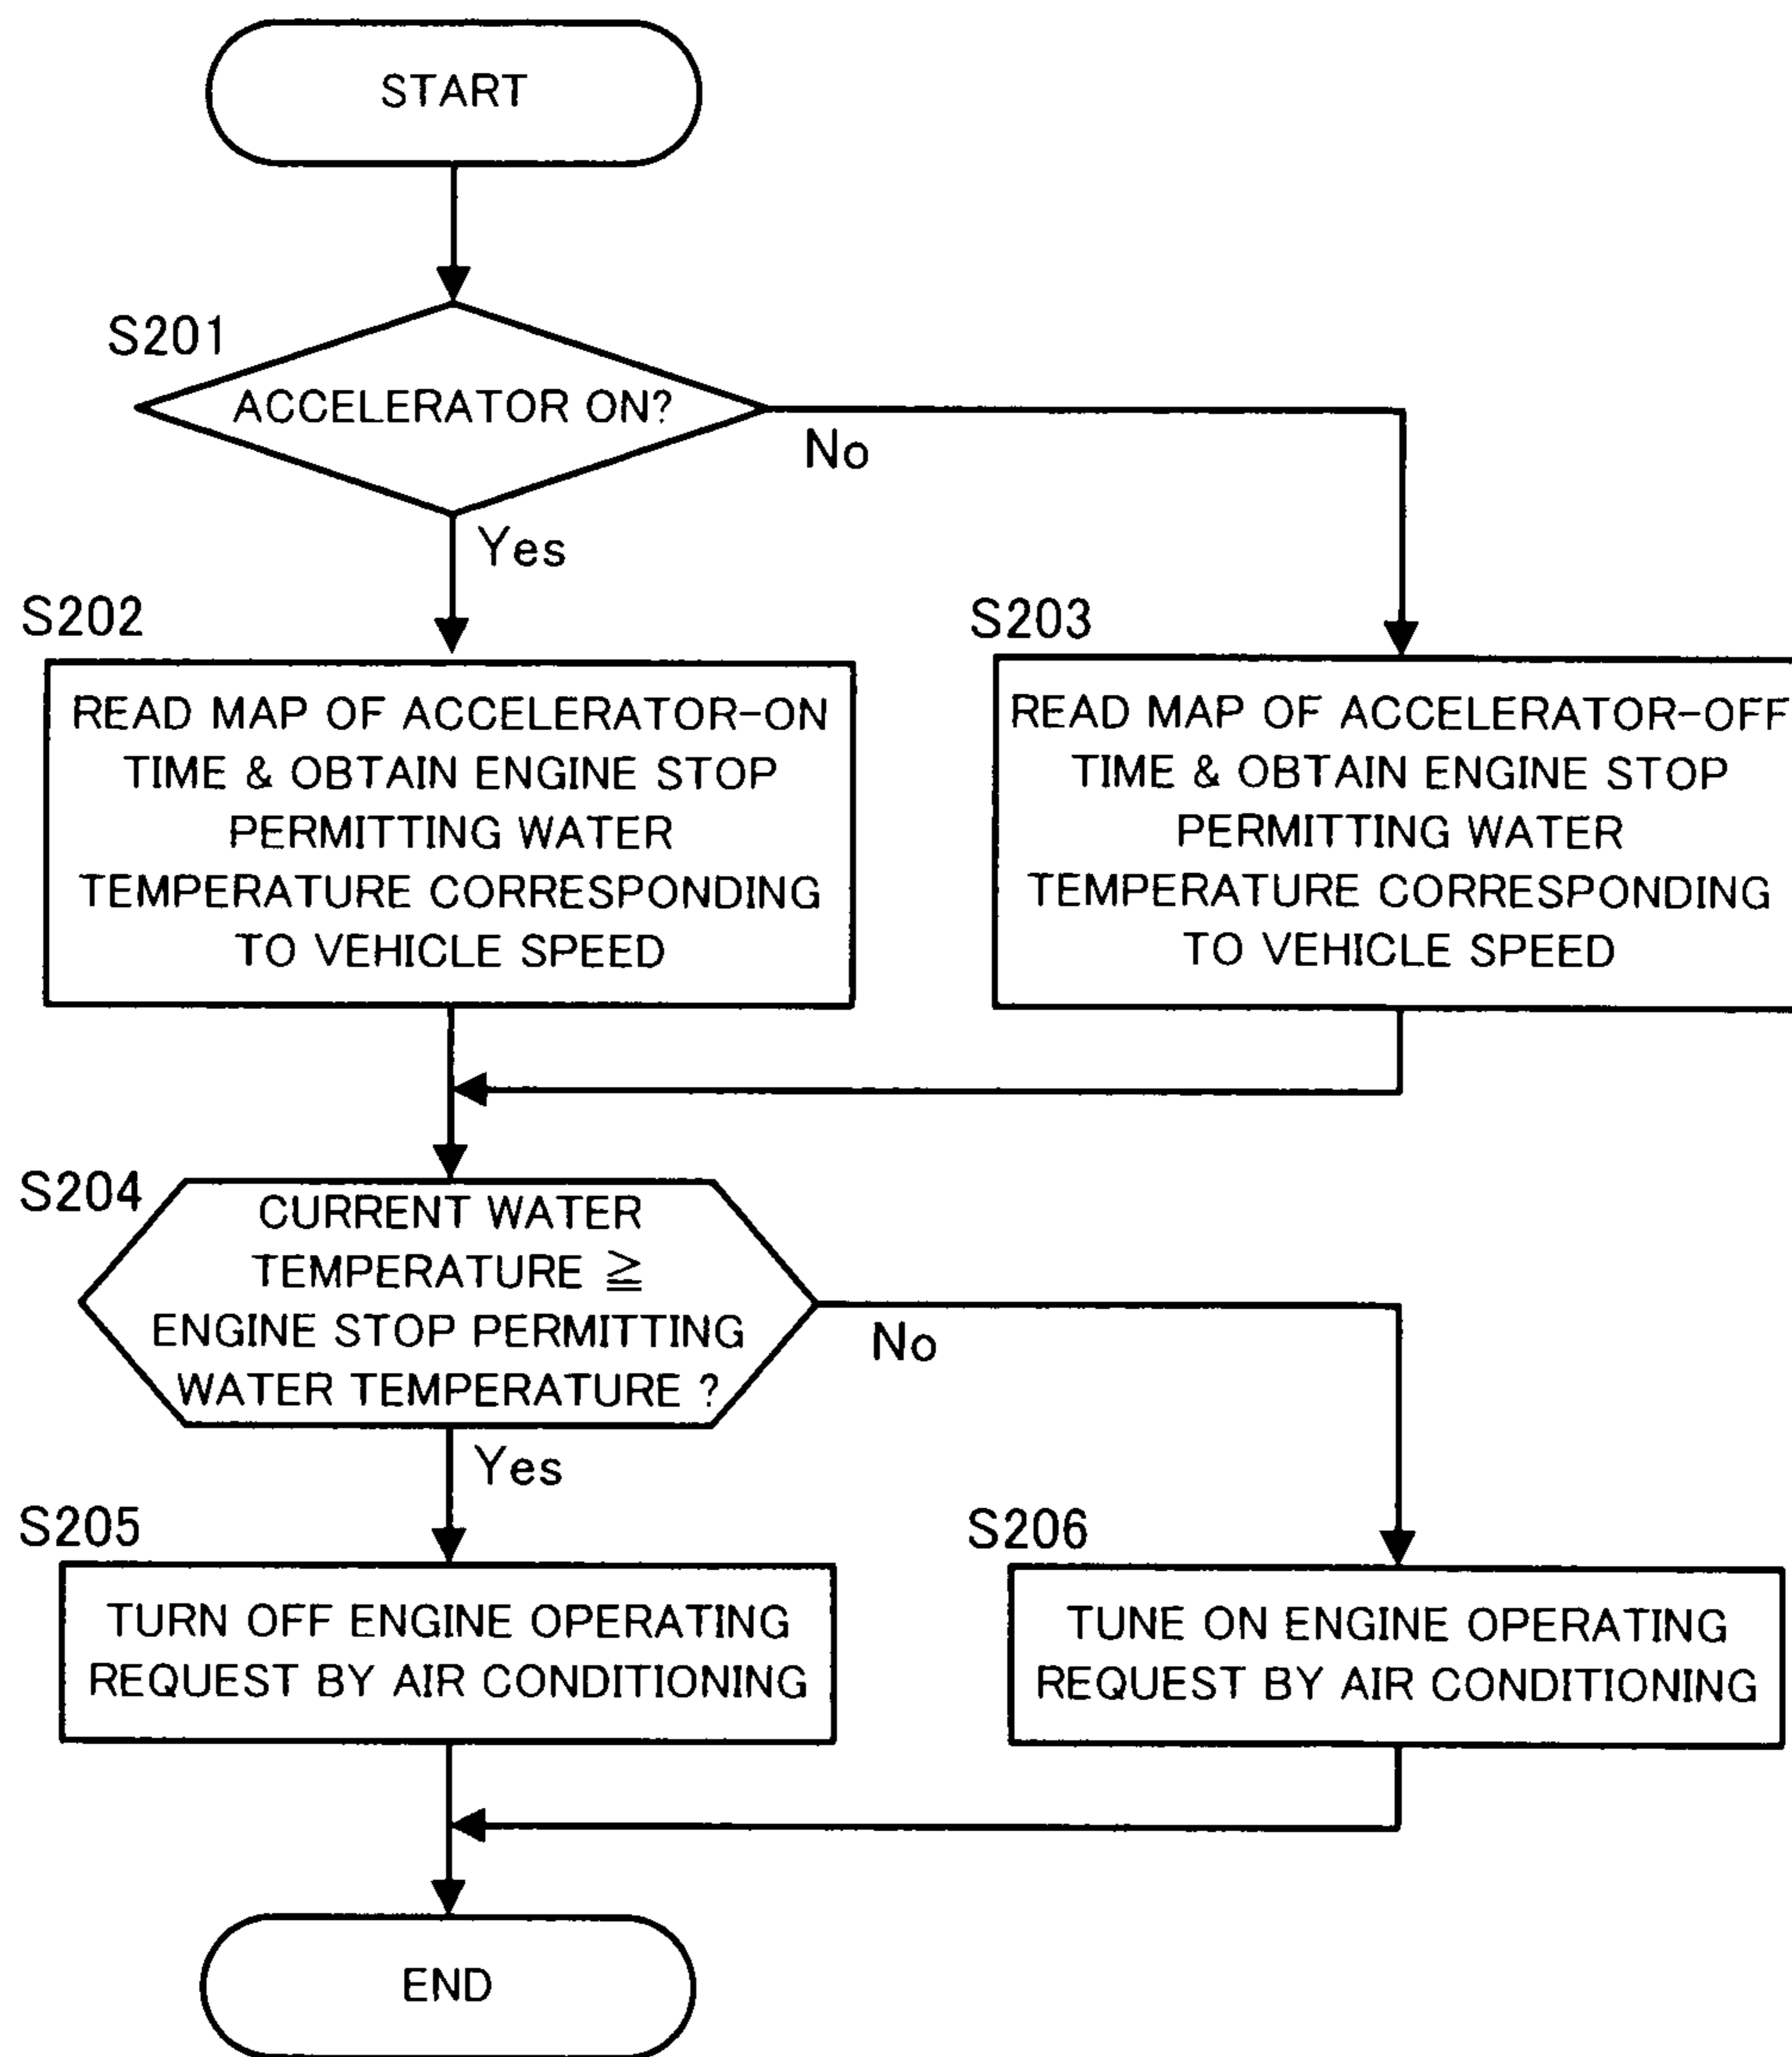 START
S201
ACCELERATOR ON?
No
Yes
S202
READ MAP OF ACCELERATOR-ON
TIME & OBTAIN ENGINE STOP
PERMITTING WATER
TEMPERATURE CORRESPONDING
TO VEHICLE SPEED
S203
READ MAP OF ACCELERATOR-OFF
TIME & OBTAIN ENGINE STOP
PERMITTING WATER
TEMPERATURE CORRESPONDING
TO VEHICLE SPEED
S204
CURRENT WATER
TEMPERATURE ≧
ENGINE STOP PERMITTING
WATER TEMPERATURE ?
No
Yes
S205
TURN OFF ENGINE OPERATING
REQUEST BY AIR CONDITIONING
S206
TUNE ON ENGINE OPERATING
REQUEST BY AIR CONDITIONING
END